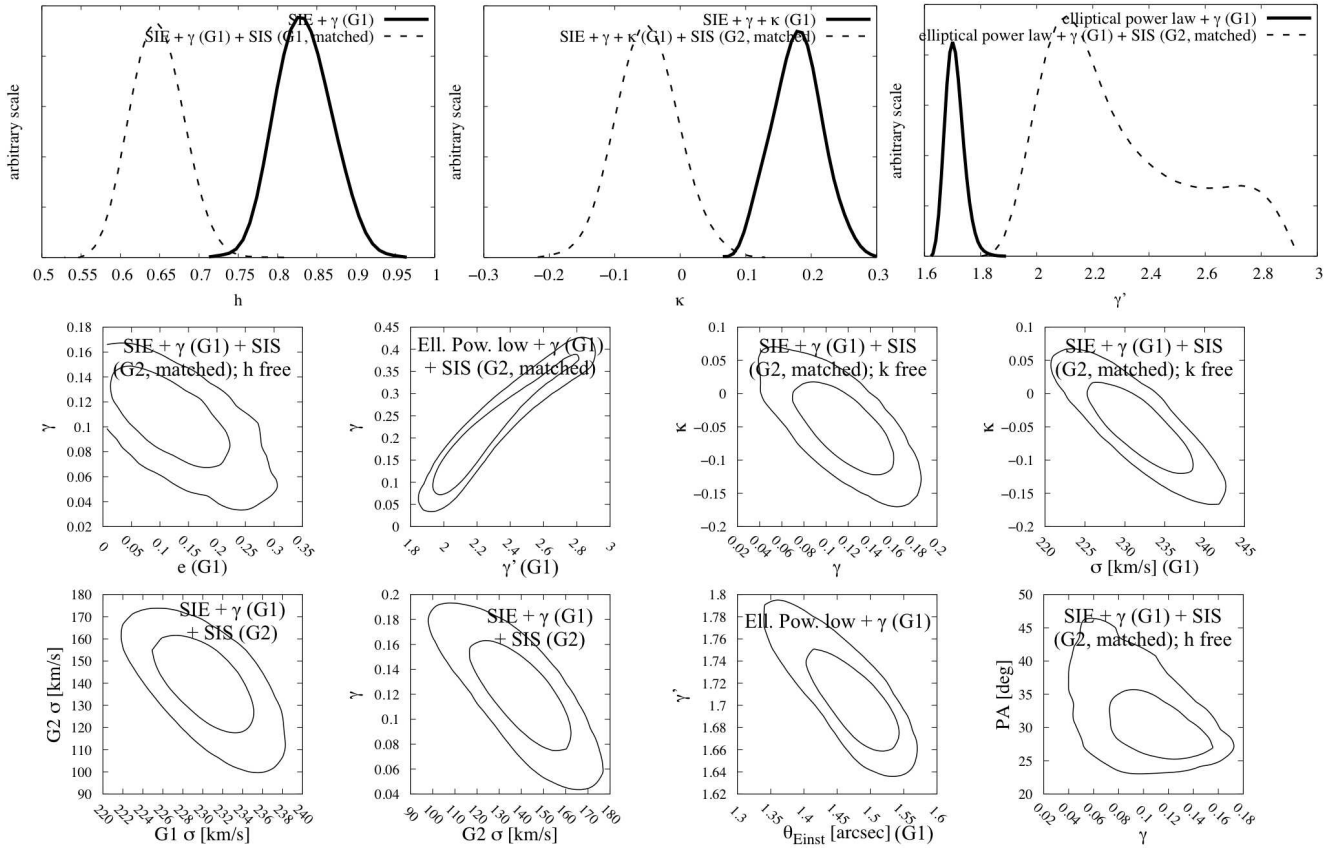 SIE + γ (G1)
SIE + γ (G1) + SIS (G1, matched)
arbitrary scale
0.5 0.55 0.6 0.65 0.7 0.75 0.8 0.85 0.9 0.95 1
h
SIE + γ + κ (G1)
SIE + γ + κ (G1) + SIS (G2, matched)
arbitrary scale
−0.3 −0.2 −0.1 0 0.1 0.2 0.3
κ
elliptical power law + γ (G1)
elliptical power law + γ (G1) + SIS (G2, matched)
arbitrary scale
1.6 1.8 2 2.2 2.4 2.6 2.8 3
γ’
SIE + γ (G1) + SIS
(G2, matched); h free
γ
0.18
0.16
0.14
0.12
0.1
0.08
0.06
0.04
0.02
0 0.05 0.1 0.15 0.2 0.25 0.3 0.35
e (G1)
Ell. Pow. low + γ (G1)
+ SIS (G2, matched)
γ
0.45
0.4
0.35
0.3
0.25
0.2
0.15
0.1
0.05
0
1.8 2 2.2 2.4 2.6 2.8 3
γ’ (G1)
SIE + γ (G1) + SIS
(G2, matched); k free
κ
0.1
0.05
0
−0.05
−0.1
−0.15
−0.2
0.02 0.04 0.06 0.08 0.1 0.12 0.14 0.16 0.18 0.2
γ
SIE + γ (G1) + SIS
(G2, matched); k free
κ
0.1
0.05
0
−0.05
−0.1
−0.15
−0.2
220 225 230 235 240 245
σ [km/s] (G1)
SIE + γ (G1)
+ SIS (G2)
G2 σ [km/s]
180
170
160
150
140
130
120
110
100
90
220 222 224 226 228 230 232 234 236 238 240
G1 σ [km/s]
SIE + γ (G1)
+ SIS (G2)
γ
0.2
0.18
0.16
0.14
0.12
0.1
0.08
0.06
0.04
90 100 110 120 130 140 150 160 170 180
G2 σ [km/s]
Ell. Pow. low + γ (G1)
γ’
1.8
1.78
1.76
1.74
1.72
1.7
1.68
1.66
1.64
1.62
1.3 1.35 1.4 1.45 1.5 1.55 1.6
θEinst [arcsec] (G1)
SIE + γ (G1) + SIS
(G2, matched); h free
PA [deg]
50
45
40
35
30
25
20
0.02 0.04 0.06 0.08 0.1 0.12 0.14 0.16 0.18
γ